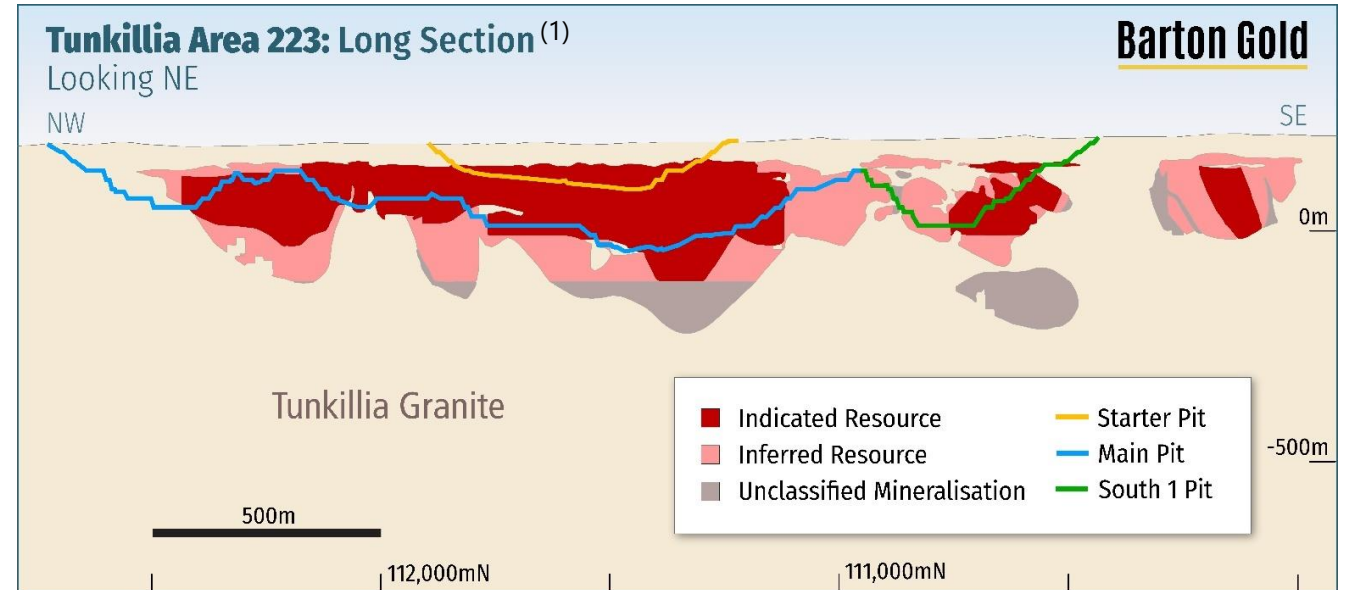 Tunkillia Area 223: Long Section (1)
Barton Gold
Looking NE
NW
SE
0m
Tunkillia Granite
Indicated Resource
Inferred Resource
Unclassified Mineralisation
Starter Pit
Main Pit
South 1 Pit
-500m
500m
112,000mN
111,000mN